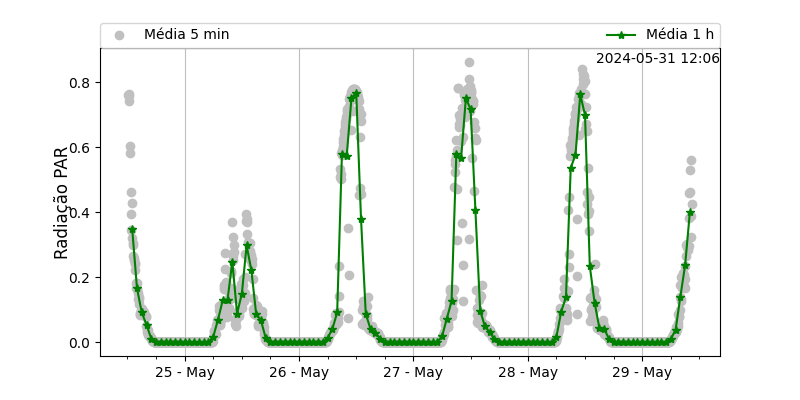 Média 5 min
Média 1 h
2024-05-31 12:06
Radiação PAR
0.8
0.6
0.4
0.2
0.0
25 - May
26 - May
27 - May
28 - May
29 - May